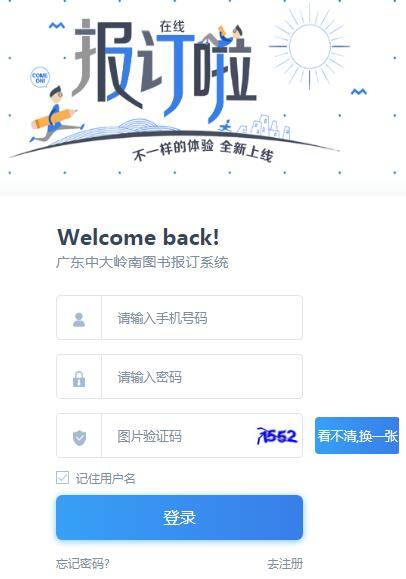 在线
报订啦
COME
ON!
不一样的体验 全新上线
Welcome back!
广东中大岭南图书报订系统
请输入手机号码
请输入密码
图片验证码
7552
看不清,换一张
记住用户名
登录
忘记密码?
去注册